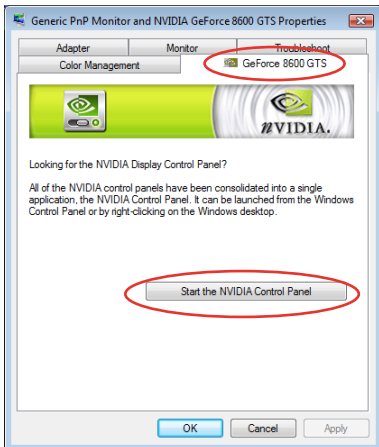 Generic PnP Monitor and NVIDIA GeForce 8600 GTS Properties
Adapter Monitor Troubleshoot
Color Management GeForce 8600 GTS
nVIDIA.
Looking for the NVIDIA Display Control Panel?
All of the NVIDIA control panels have been consolidated into a single
application, the NVIDIA Control Panel. It can be launched from the Windows
Control Panel or by right-clicking on the Windows desktop.
Start the NVIDIA Control Panel
OK Cancel Apply